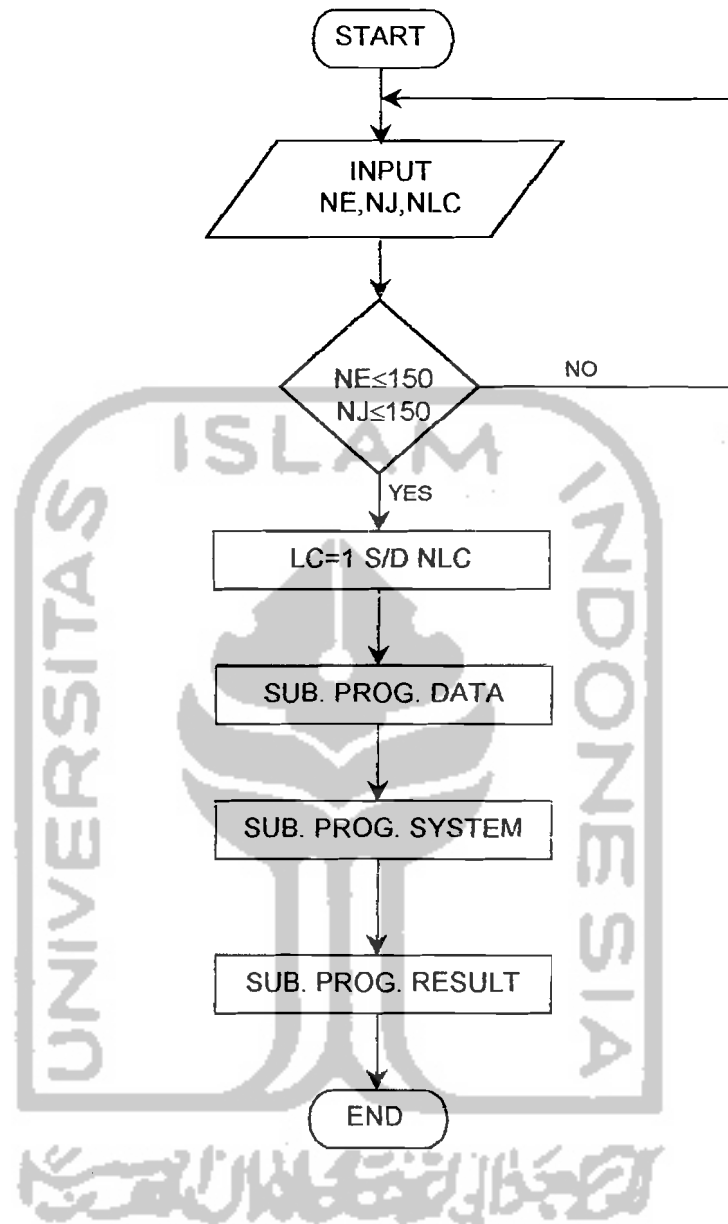 START
INPUT
NE,NJ,NLC
NE≤150
NJ≤150
NO
YES
LC=1 S/D NLC
SUB. PROG. DATA
SUB. PROG. SYSTEM
SUB. PROG. RESULT
END
UNIVERSITAS
ISLAM
INDONESIA